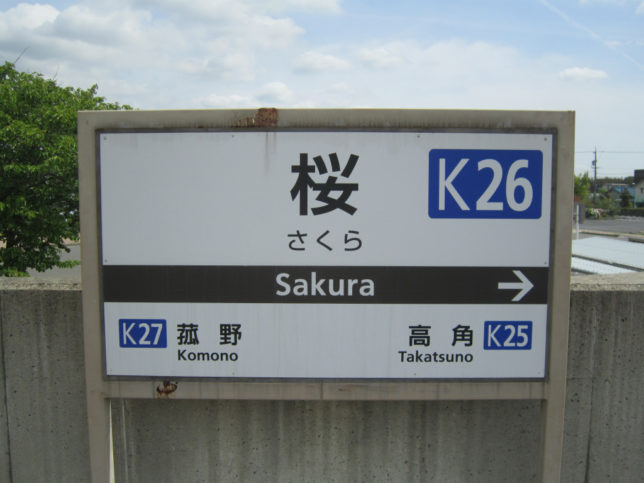 桜
K26
さくら
Sakura →
K27 菰野
Komono
高角 K25
Takatsuno